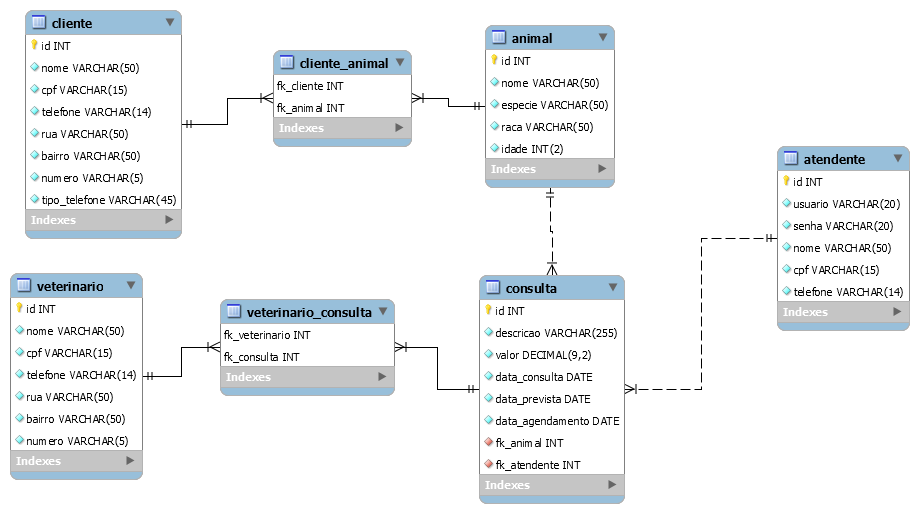 cliente
id INT
nome VARCHAR(50)
cpf VARCHAR(15)
telefone VARCHAR(14)
rua VARCHAR(50)
bairro VARCHAR(50)
numero VARCHAR(5)
tipo_telefone VARCHAR(45)
Indexes
cliente_animal
fk_cliente INT
fk_animal INT
Indexes
animal
id INT
nome VARCHAR(50)
especie VARCHAR(50)
raca VARCHAR(50)
idade INT(2)
Indexes
atendente
id INT
usuario VARCHAR(20)
senha VARCHAR(20)
nome VARCHAR(50)
cpf VARCHAR(15)
telefone VARCHAR(14)
Indexes
veterinario
id INT
nome VARCHAR(50)
cpf VARCHAR(15)
telefone VARCHAR(14)
rua VARCHAR(50)
bairro VARCHAR(50)
numero VARCHAR(5)
Indexes
veterinario_consulta
fk_veterinario INT
fk_consulta INT
Indexes
consulta
id INT
descricao VARCHAR(255)
valor DECIMAL(9,2)
data_consulta DATE
data_prevista DATE
data_agendamento DATE
fk_animal INT
fk_atendente INT
Indexes